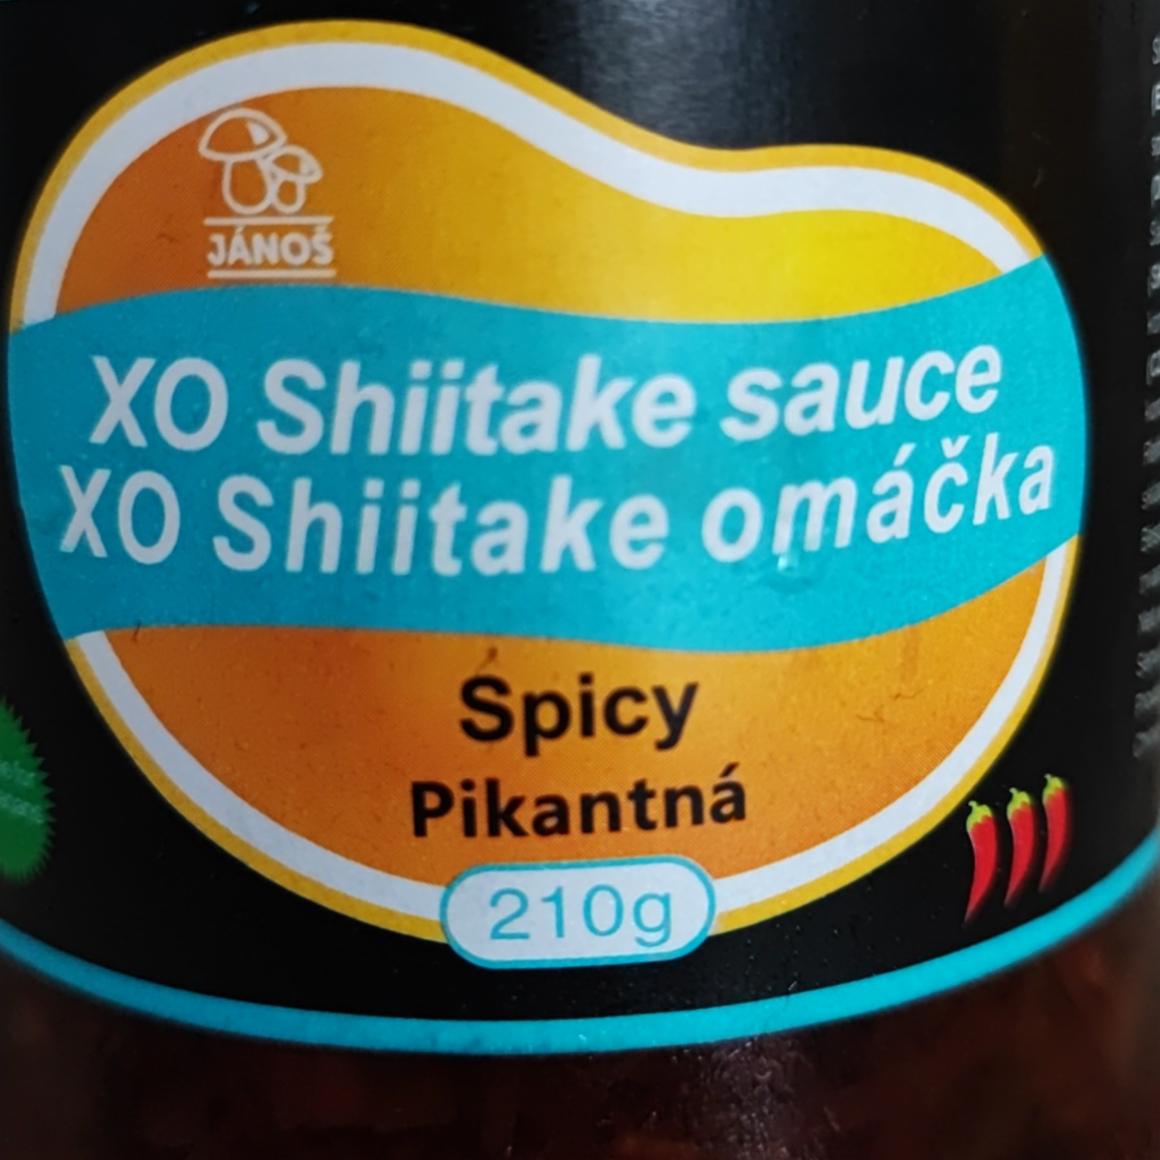 JÁNOŠ
XO Shiitake sauce
XO Shiitake omáčka
Spicy
Pikantná
210g